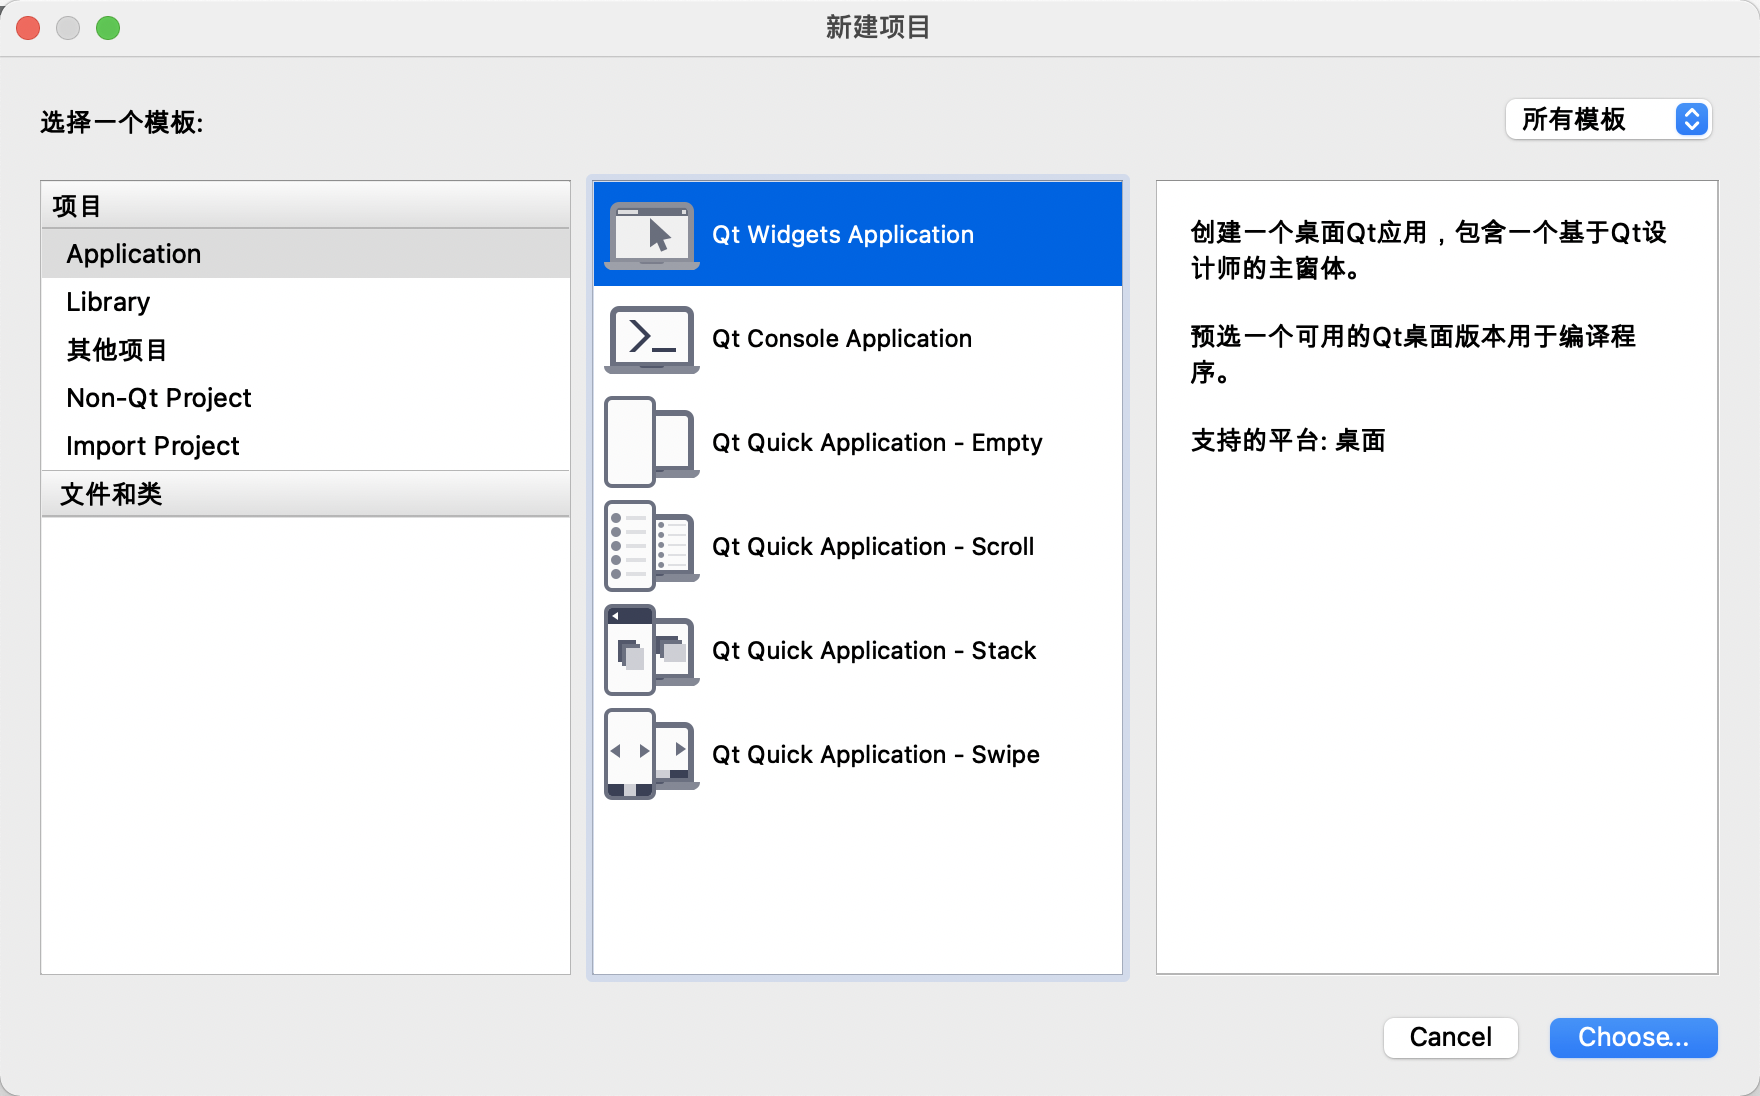 新建项目
选择一个模板:
所有模板
项目
Application
Library
其他项目
Non-Qt Project
Import Project
文件和类
Qt Widgets Application
Qt Console Application
Qt Quick Application - Empty
Qt Quick Application - Scroll
Qt Quick Application - Stack
Qt Quick Application - Swipe
创建一个桌面Qt应用，包含一个基于Qt设
计师的主窗体。
预选一个可用的Qt桌面版本用于编译程
序。
支持的平台: 桌面
Cancel
Choose...